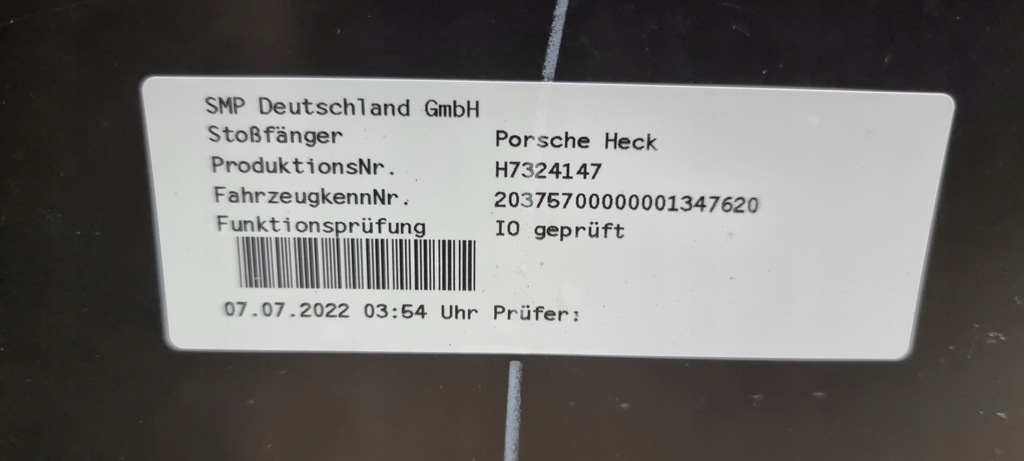 SMP Deutschland GmbH
Stoßfänger Porsche Heck
ProduktionsNr. H7324147
FahrzeugkennNr. 20375700000001347620
Funktionsprüfung IO geprüft
07.07.2022 03:54 Uhr Prüfer: